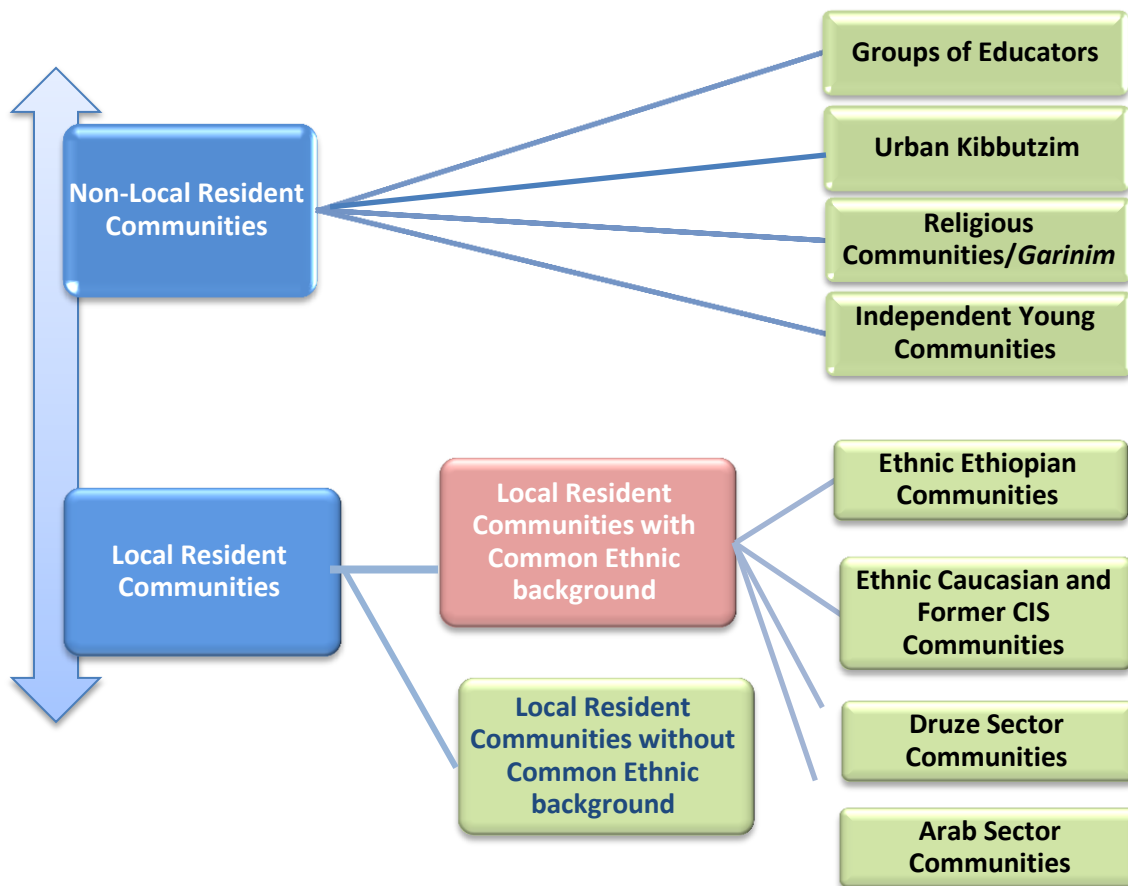 Groups of Educators
Urban Kibbutzim
Non-Local Resident
Communities
Religious
Communities/Garinim
Independent Young
Communities
Ethnic Ethiopian
Communities
Local Resident
Communities with
Common Ethnic
background
Local Resident
Communities
Ethnic Caucasian and
Former CIS
Communities
Local Resident
Communities without
Common Ethnic
background
Druze Sector
Communities
Arab Sector
Communities